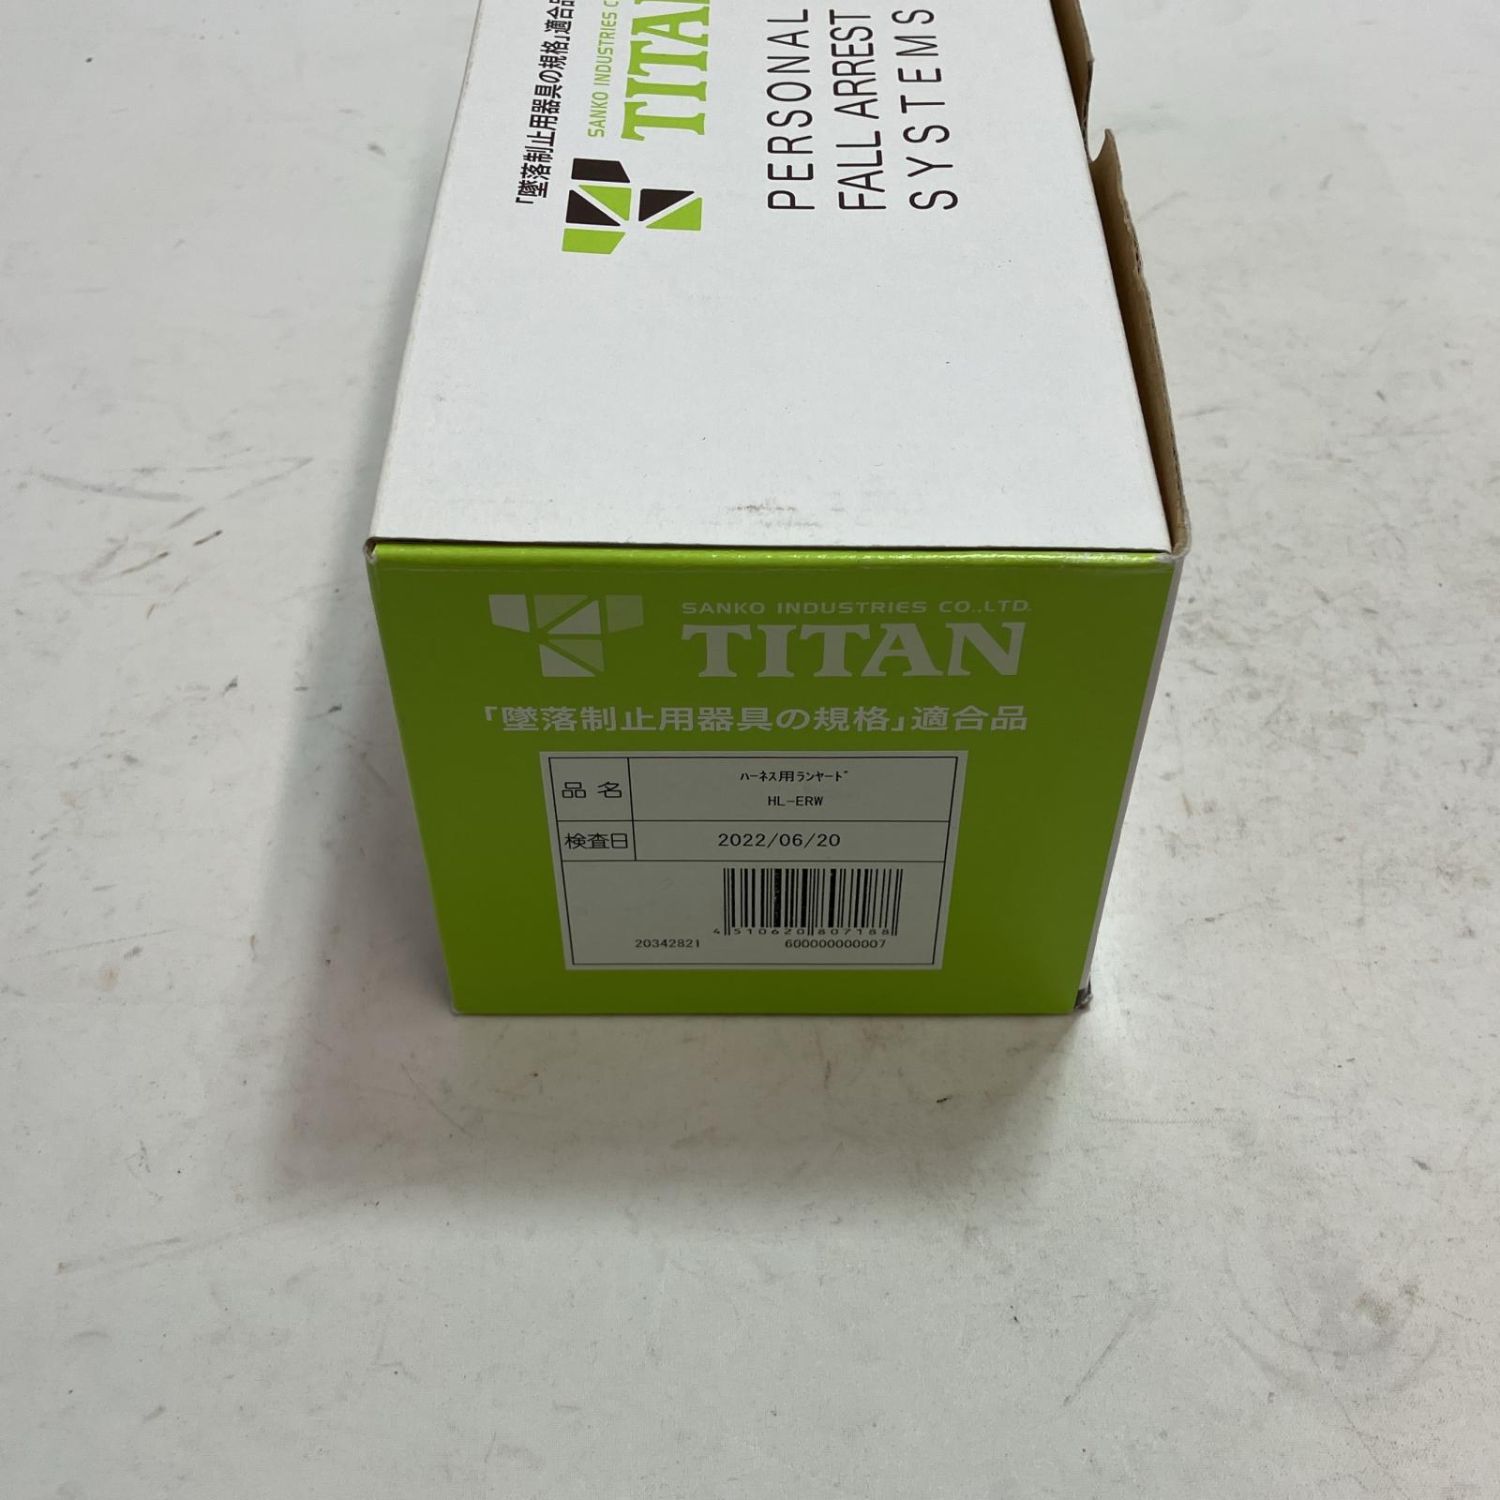 「墜落制止用器具の規格」適合品
SANKO INDUSTRIES C
TITAN
PERSONAL
FALL ARREST
SYSTEMS
SANKO INDUSTRIES CO.,LTD.
TITAN
「墜落制止用器具の規格」適合品
品名
ﾊｰﾈｽ用ﾗﾝﾔｰﾄﾞ
HL-ERW
検査日
2022/06/20
4 510620 807188
20342821
600000000007